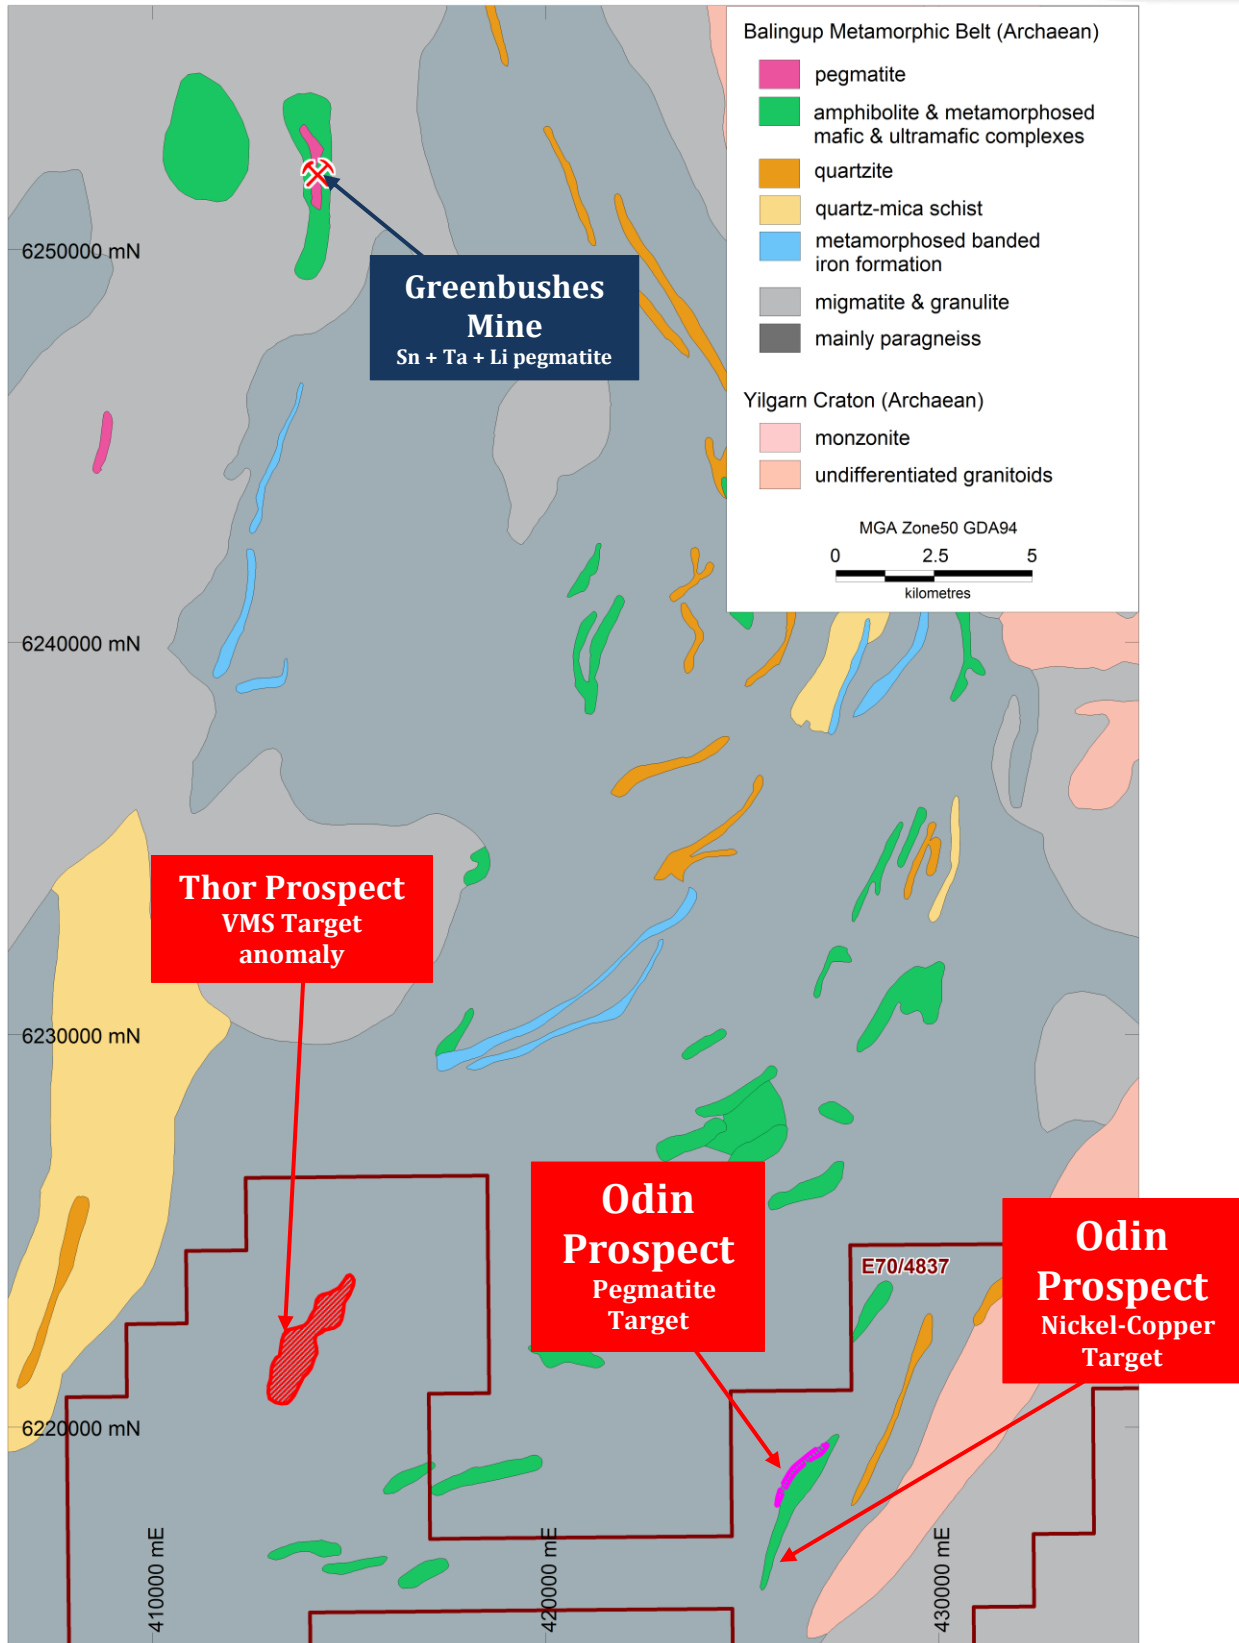 Balingup Metamorphic Belt (Archaean)
pegmatite
amphibolite & metamorphosed
mafic & ultramafic complexes
quartzite
quartz-mica schist
metamorphosed banded
iron formation
migmatite & granulite
mainly paragneiss
Yilgarn Craton (Archaean)
monzonite
undifferentiated granitoids
MGA Zone50 GDA94
0 2.5 5
kilometres
6250000 mN
Greenbushes
Mine
Sn + Ta + Li pegmatite
6240000 mN
Thor Prospect
VMS Target
anomaly
6230000 mN
Odin
Prospect
Pegmatite
Target
E70/4837
Odin
Prospect
Nickel-Copper
Target
6220000 mN
410000 mE
420000 mE
430000 mE